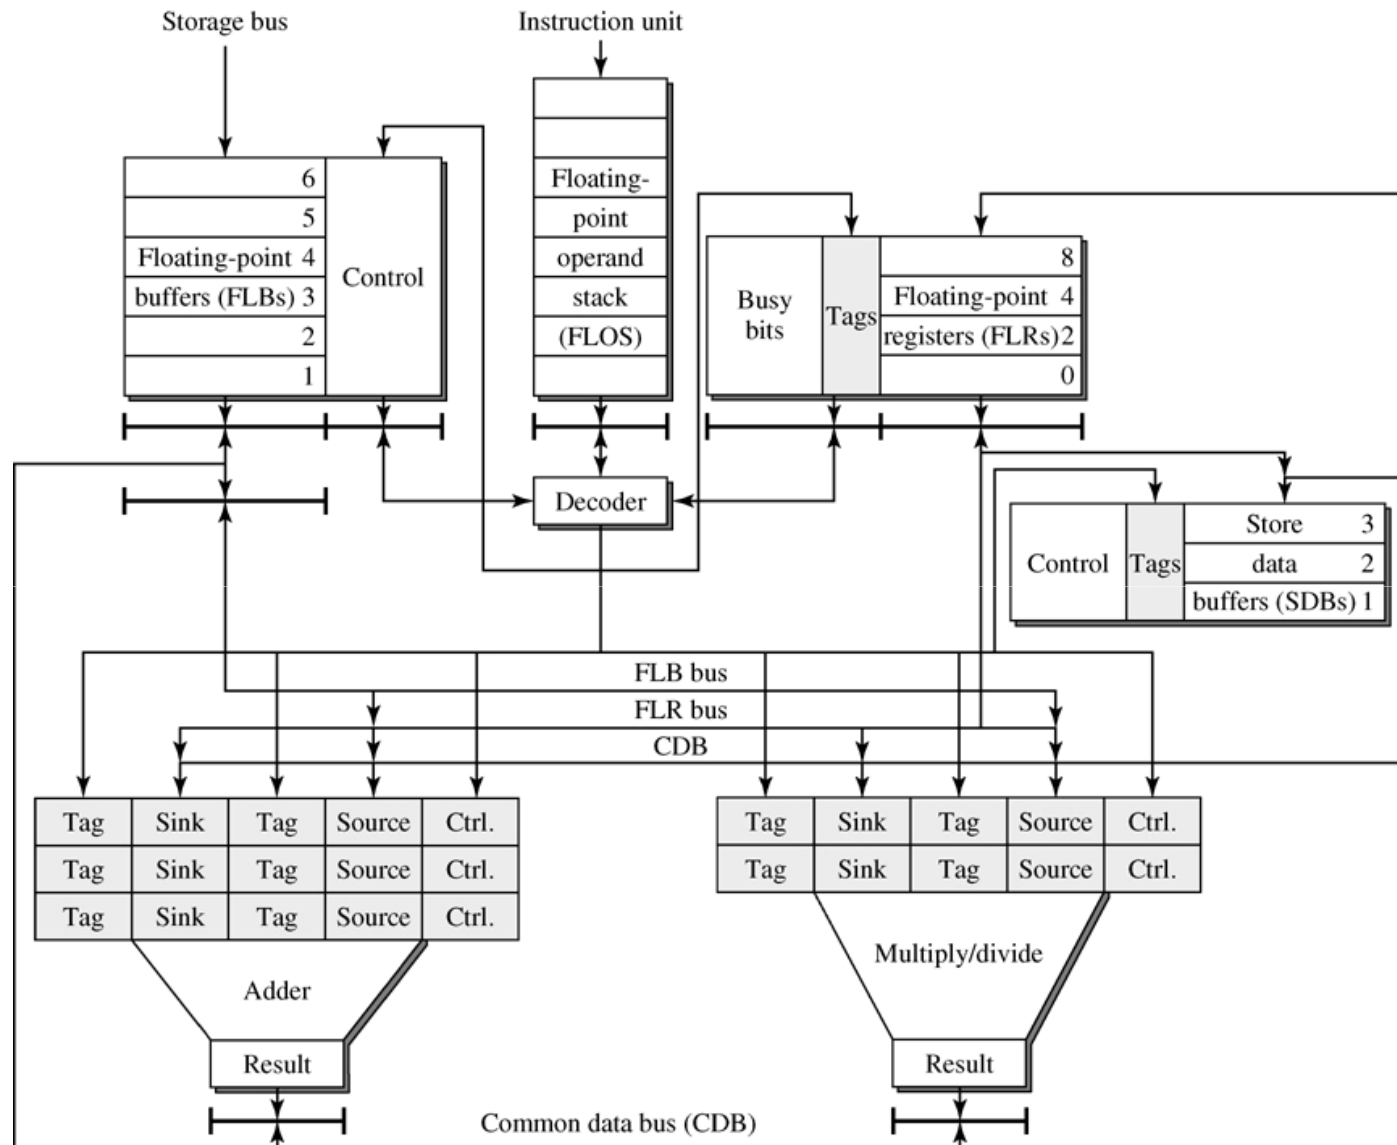 Storage bus
Instruction unit
6
5
Floating-point 4
buffers (FLBs) 3
2
1
Control
Floating-
point
operand
stack
(FLOS)
Busy
bits
Tags
8
Floating-point 4
registers (FLRs) 2
0
Decoder
Control
Tags
Store 3
data 2
buffers (SDBs) 1
FLB bus
FLR bus
CDB
Tag Sink Tag Source Ctrl.
Tag Sink Tag Source Ctrl.
Tag Sink Tag Source Ctrl.
Adder
Result
Tag Sink Tag Source Ctrl.
Tag Sink Tag Source Ctrl.
Multiply/divide
Result
Common data bus (CDB)